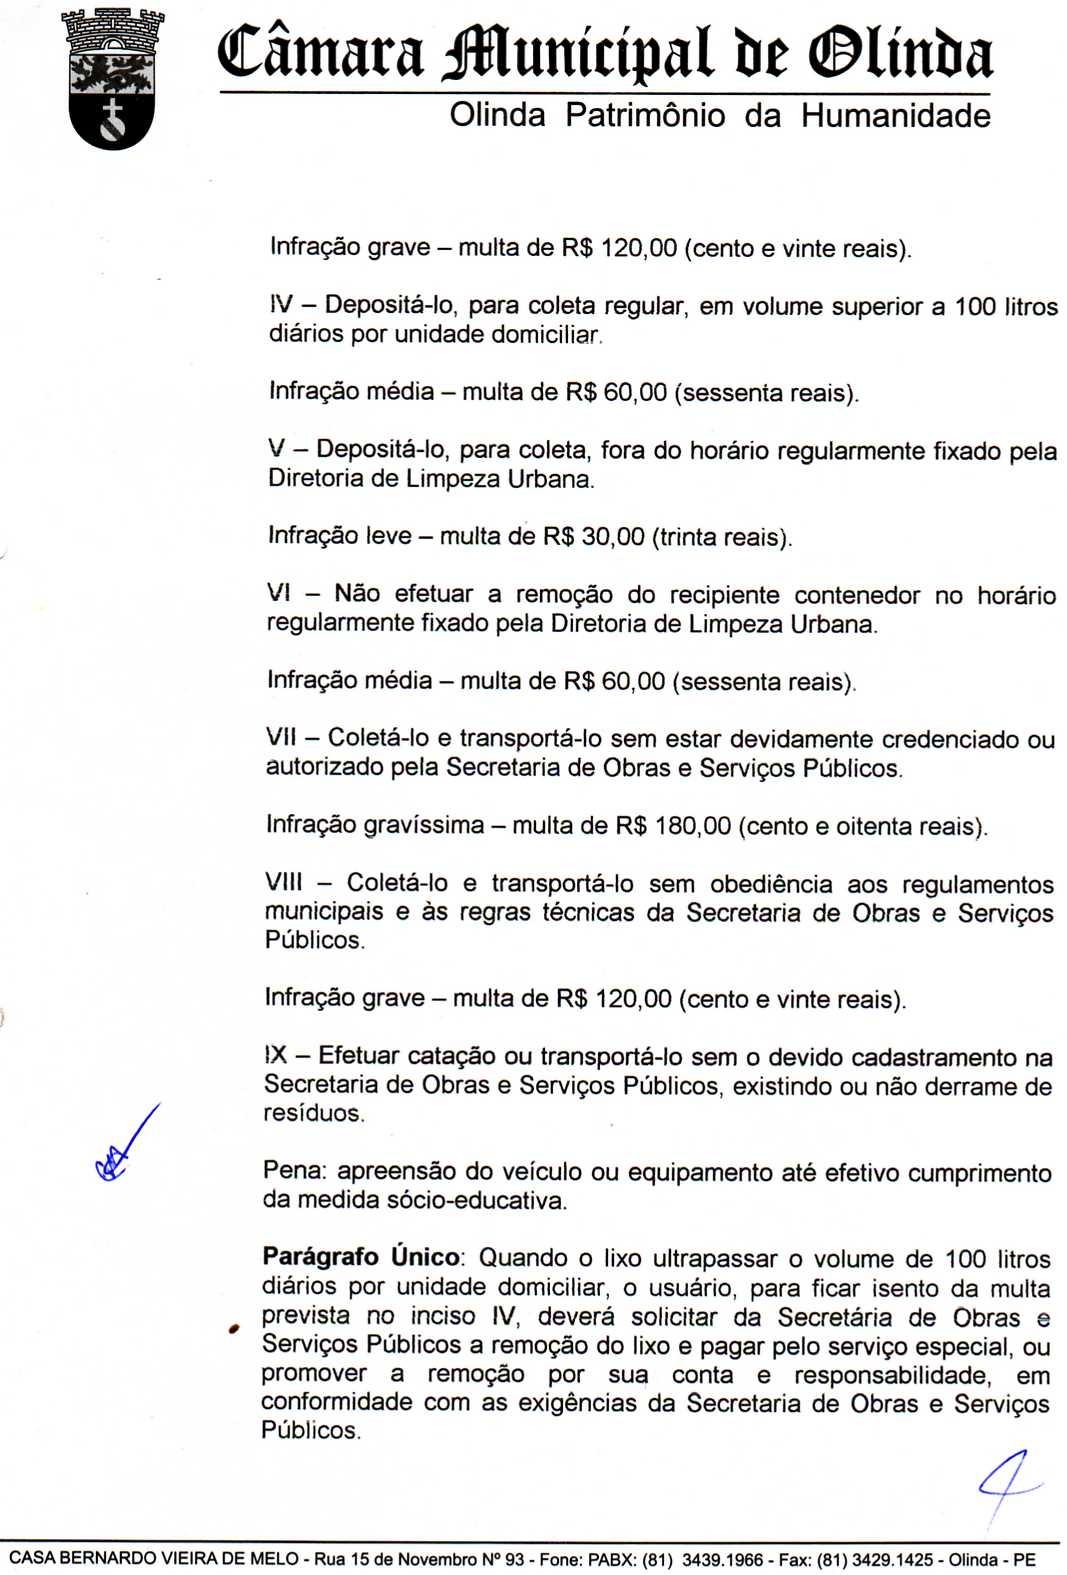 Câmara Municipal de Olinda
Olinda Patrimônio da Humanidade
Infração grave – multa de R$ 120,00 (cento e vinte reais).
IV – Depositá-lo, para coleta regular, em volume superior a 100 litros
diários por unidade domiciliar.
Infração média – multa de R$ 60,00 (sessenta reais).
V – Depositá-lo, para coleta, fora do horário regularmente fixado pela
Diretoria de Limpeza Urbana.
Infração leve – multa de R$ 30,00 (trinta reais).
VI – Não efetuar a remoção do recipiente contenedor no horário
regularmente fixado pela Diretoria de Limpeza Urbana.
Infração média – multa de R$ 60,00 (sessenta reais).
VII – Coletá-lo e transportá-lo sem estar devidamente credenciado ou
autorizado pela Secretaria de Obras e Serviços Públicos.
Infração gravíssima – multa de R$ 180,00 (cento e oitenta reais).
VIII – Coletá-lo e transportá-lo sem obediência aos regulamentos
municipais e às regras técnicas da Secretaria de Obras e Serviços
Públicos.
Infração grave – multa de R$ 120,00 (cento e vinte reais).
IX – Efetuar catação ou transportá-lo sem o devido cadastramento na
Secretaria de Obras e Serviços Públicos, existindo ou não derrame de
resíduos.
Pena: apreensão do veículo ou equipamento até efetivo cumprimento
da medida sócio-educativa.
Parágrafo Único: Quando o lixo ultrapassar o volume de 100 litros
diários por unidade domiciliar, o usuário, para ficar isento da multa
prevista no inciso IV, deverá solicitar da Secretária de Obras e
Serviços Públicos a remoção do lixo e pagar pelo serviço especial, ou
promover a remoção por sua conta e responsabilidade, em
conformidade com as exigências da Secretaria de Obras e Serviços
Públicos.
CASA BERNARDO VIEIRA DE MELO - Rua 15 de Novembro Nº 93 - Fone: PABX: (81) 3439.1966 - Fax: (81) 3429.1425 - Olinda - PE